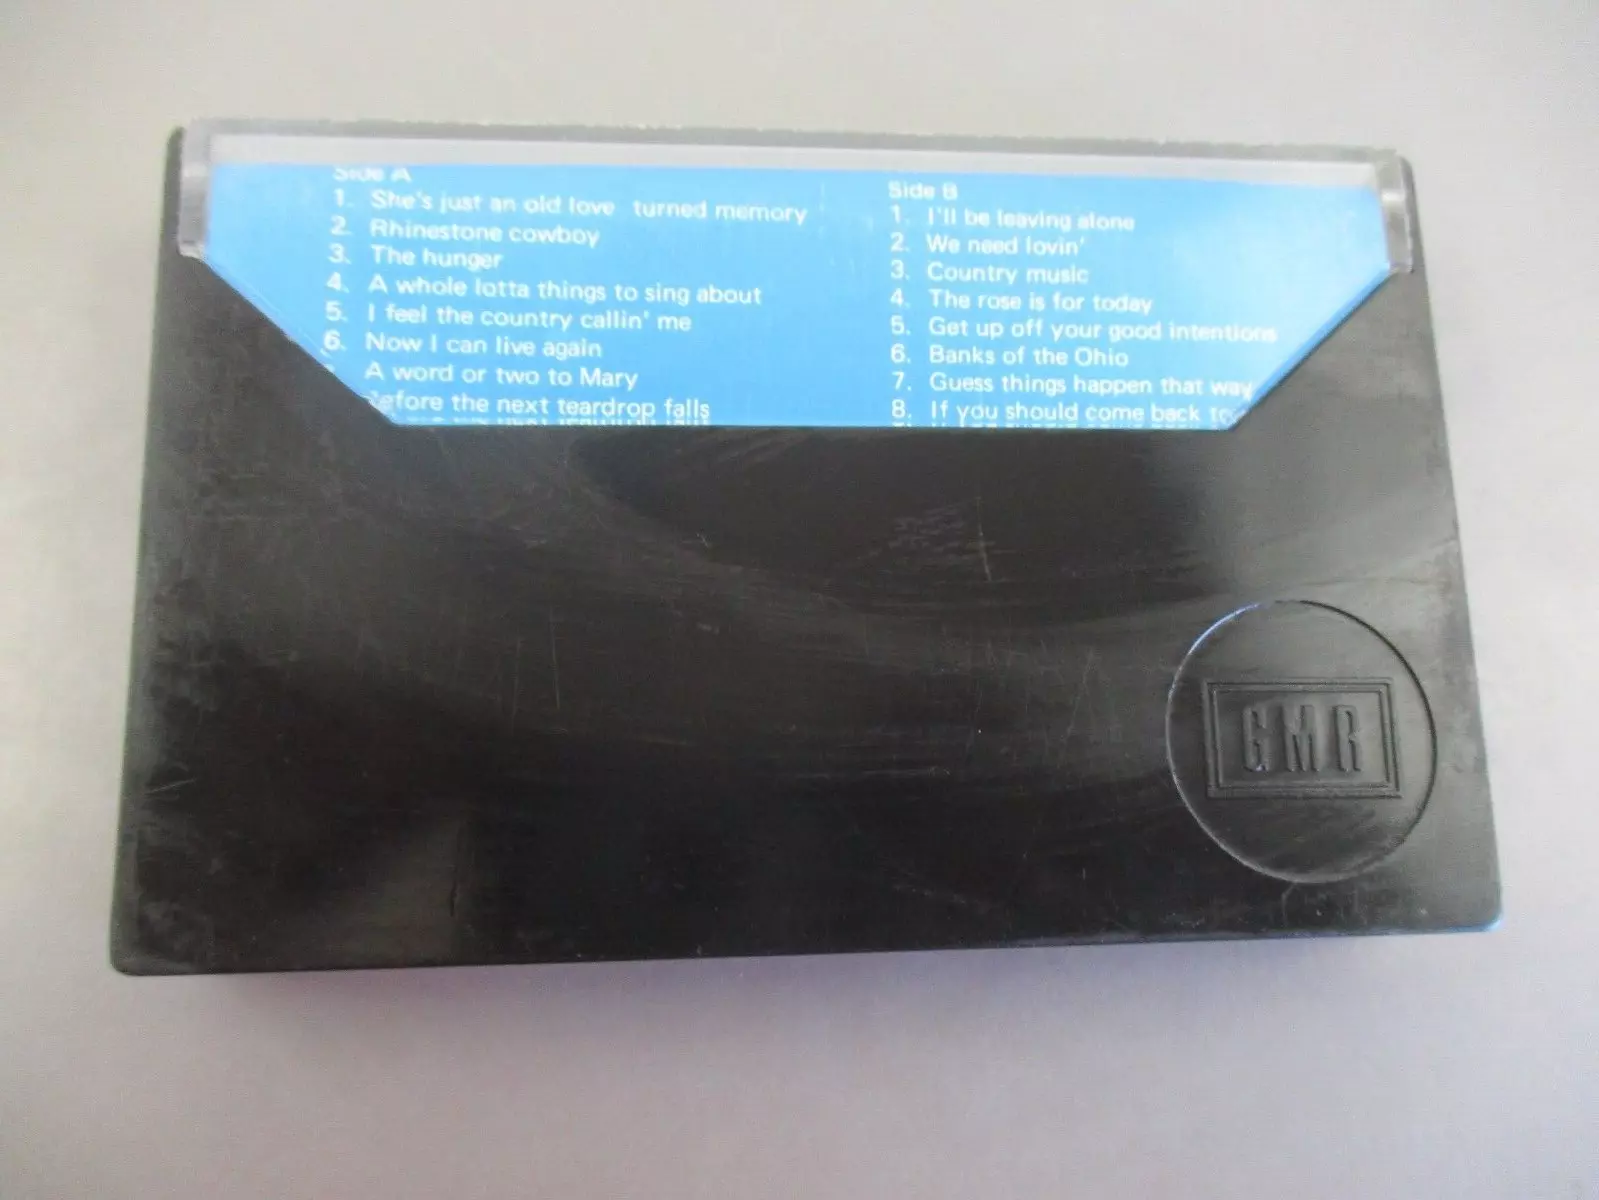 Side A
1. She's just an old love turned memory
2. Rhinestone cowboy
3. The hunger
4. A whole lotta things to sing about
5. I feel the country callin' me
6. Now I can live again
A word or two to Mary
efore the next teardrop falls
Side B
1. I'll be leaving alone
2. We need lovin'
3. Country music
4. The rose is for today
5. Get up off your good intentions
6. Banks of the Ohio
7. Guess things happen that way
8. If you should come back
GMR